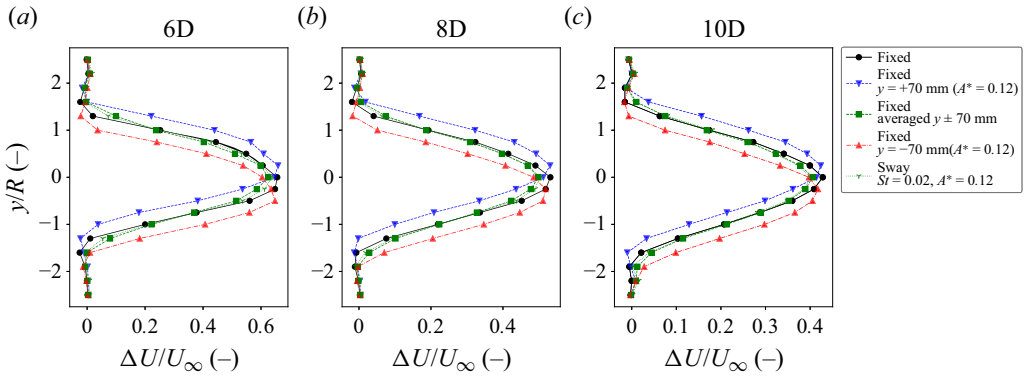 (a) 6D (b) 8D (c) 10D
2
1
0
−1
−2
y/R (–)
0 0.2 0.4 0.6
0 0.2 0.4
0 0.1 0.2 0.3 0.4
ΔU/U∞ (–) ΔU/U∞ (–) ΔU/U∞ (–)
Fixed
Fixed
y = +70 mm (A* = 0.12)
Fixed
averaged y ± 70 mm
Fixed
y = −70 mm(A* = 0.12)
Sway
St = 0.02, A* = 0.12